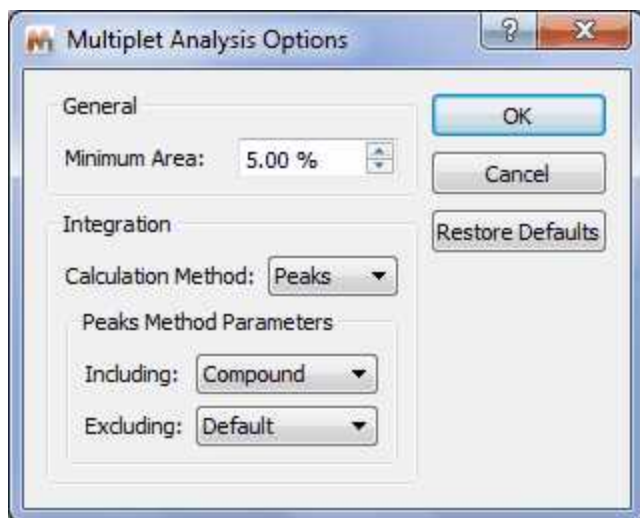 Multiplet Analysis Options
?
General
Minimum Area: 5.00 %
Integration
Calculation Method: Peaks
Peaks Method Parameters
Including: Compound
Excluding: Default
OK
Cancel
Restore Defaults